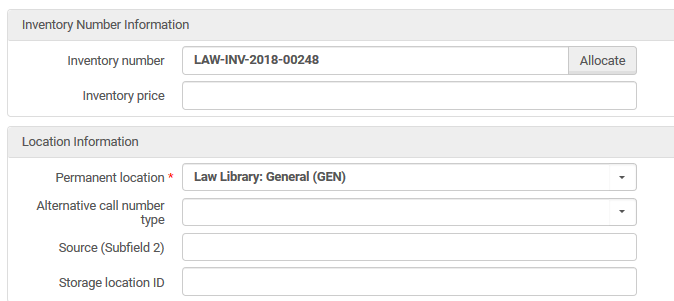 Inventory Number Information
Inventory number LAW-INV-2018-00248 Allocate
Inventory price
Location Information
Permanent location * Law Library: General (GEN)
Alternative call number
type
Source (Subfield 2)
Storage location ID